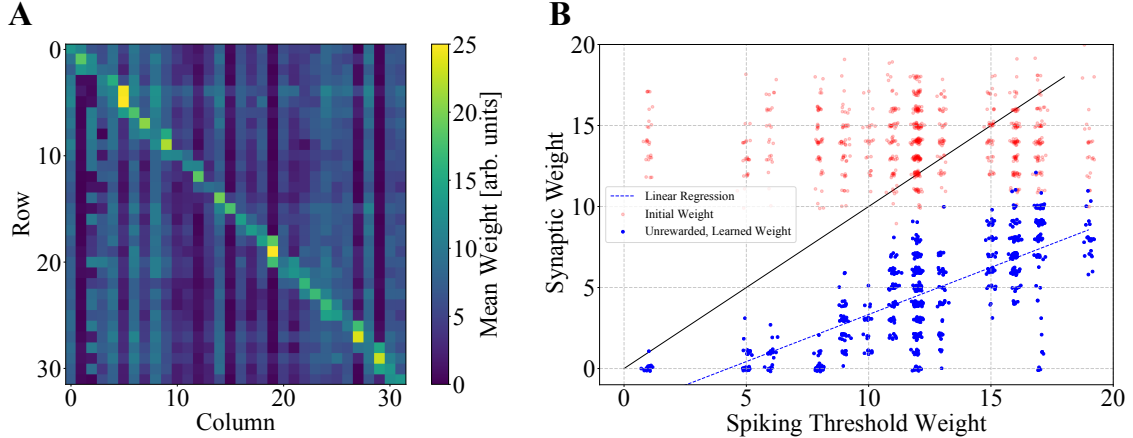 A
0
10
20
30
Row
0
10
20
30
Column
25
20
15
10
5
0
Mean Weight [arb. units]
B
20
15
10
5
0
Synaptic Weight
Linear Regression
Initial Weight
Unrewarded, Learned Weight
0
5
10
15
20
Spiking Threshold Weight